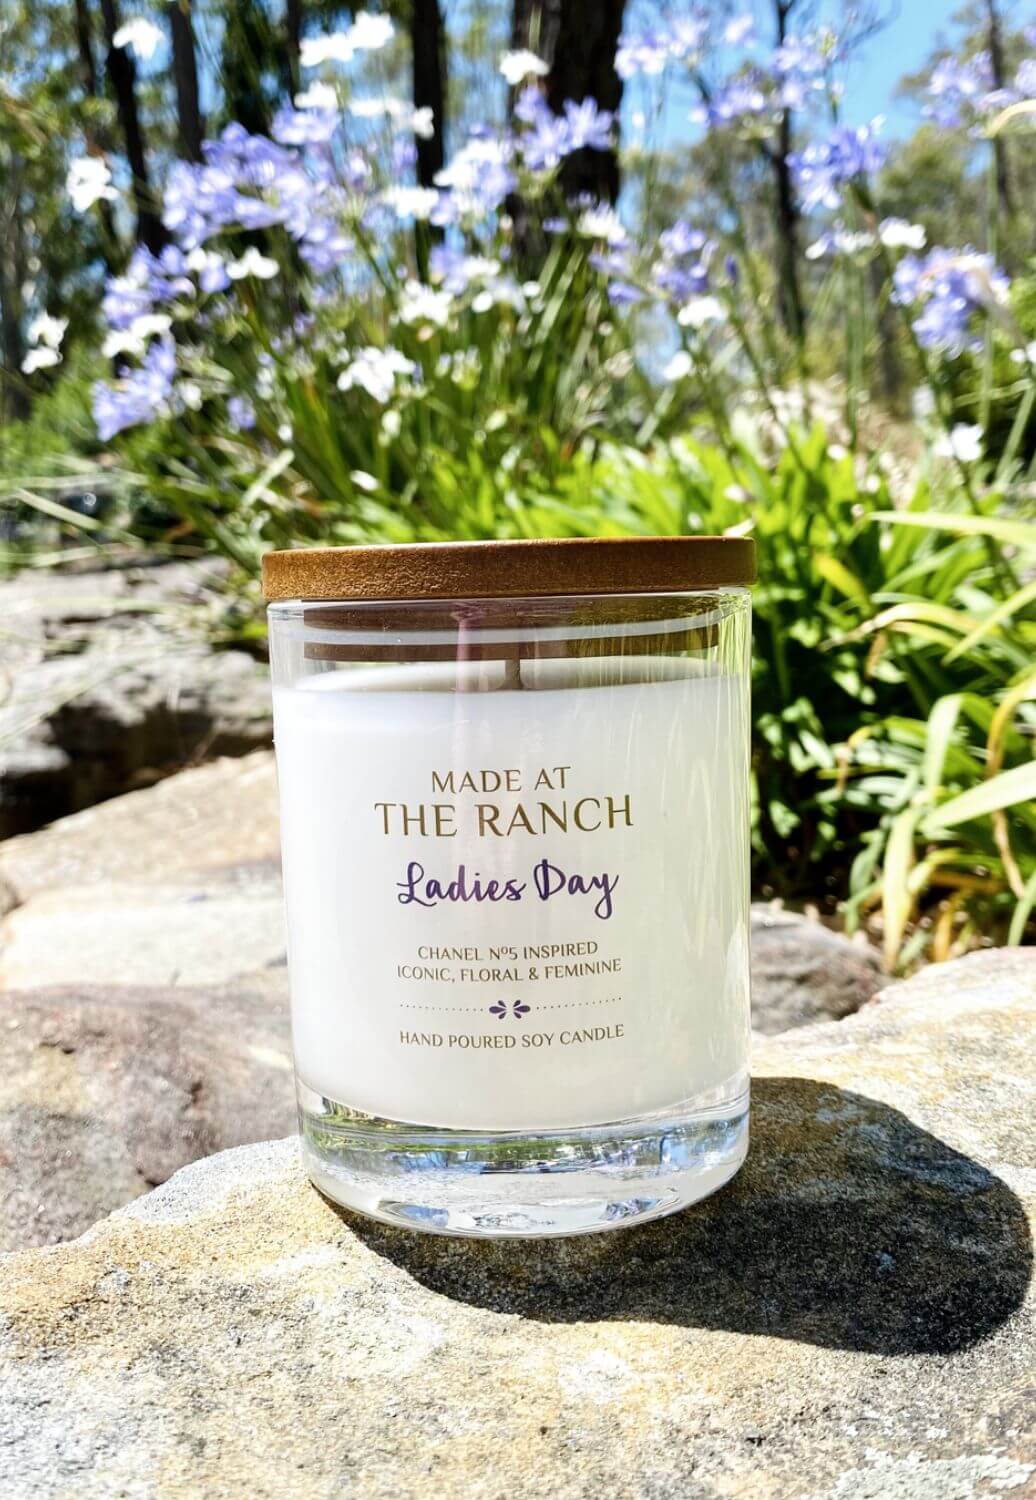 MADE AT
THE RANCH
Ladies Day
CHANEL Nº5 INSPIRED
ICONIC, FLORAL & FEMININE
HAND POURED SOY CANDLE